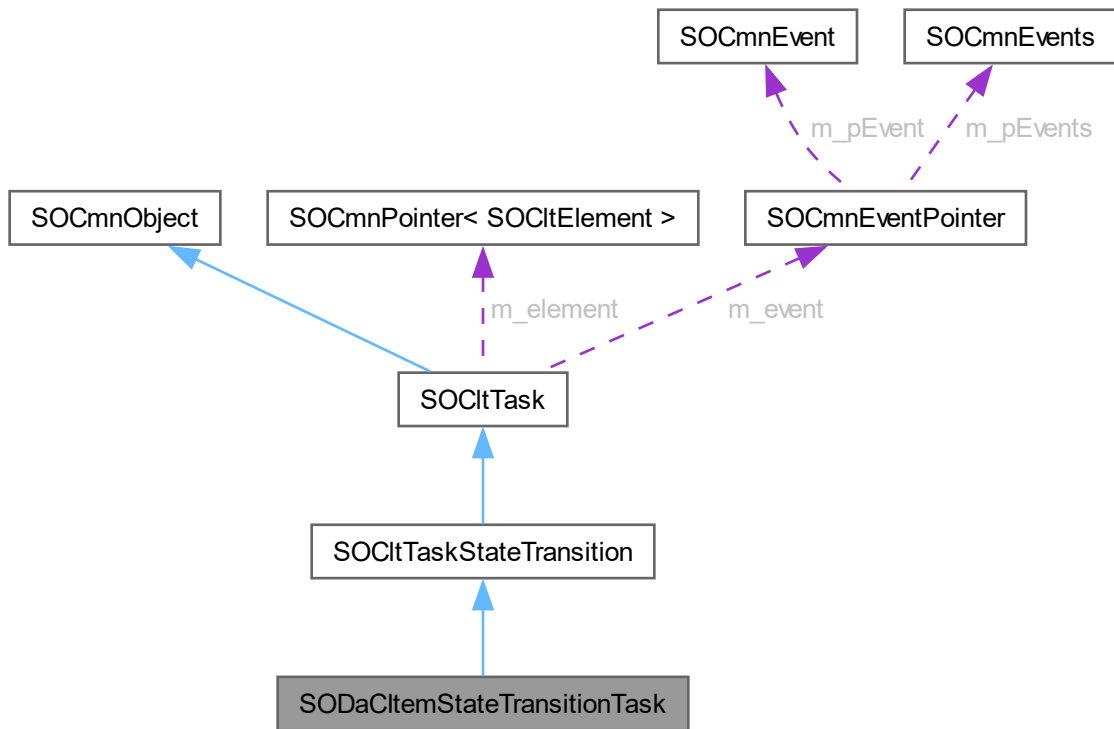 SOCmnEvent
SOCmnEvents
m_pEvent
m_pEvents
SOCmnObject
SOCmnPointer< SOCltElement >
SOCmnEventPointer
m_element
m_event
SOCltTask
SOCltTaskStateTransition
SODaCItemStateTransitionTask